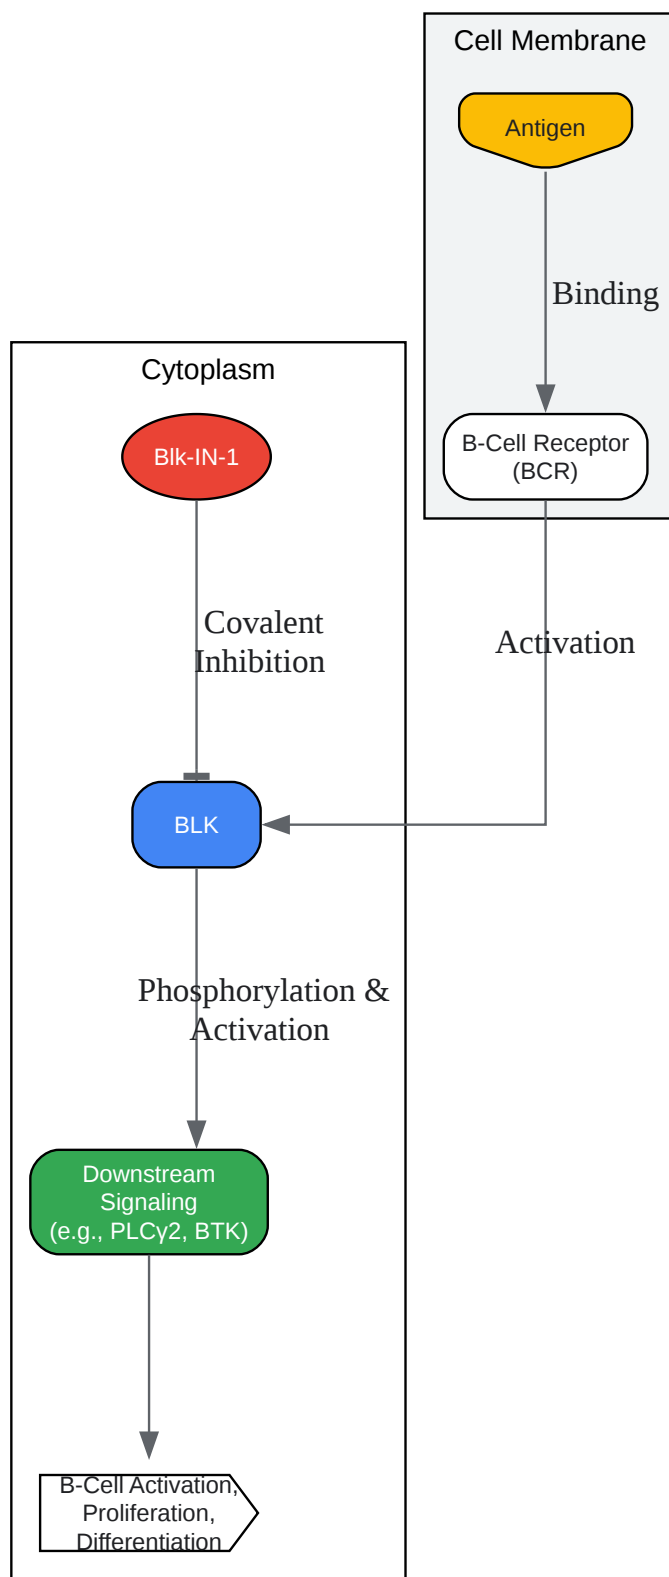 Cell Membrane
Antigen
Binding
B-Cell Receptor
(BCR)
Activation
Cytoplasm
Blk-IN-1
Covalent
Inhibition
BLK
Phosphorylation &
Activation
Downstream
Signaling
(e.g., PLCγ2, BTK)
B-Cell Activation,
Proliferation,
Differentiation